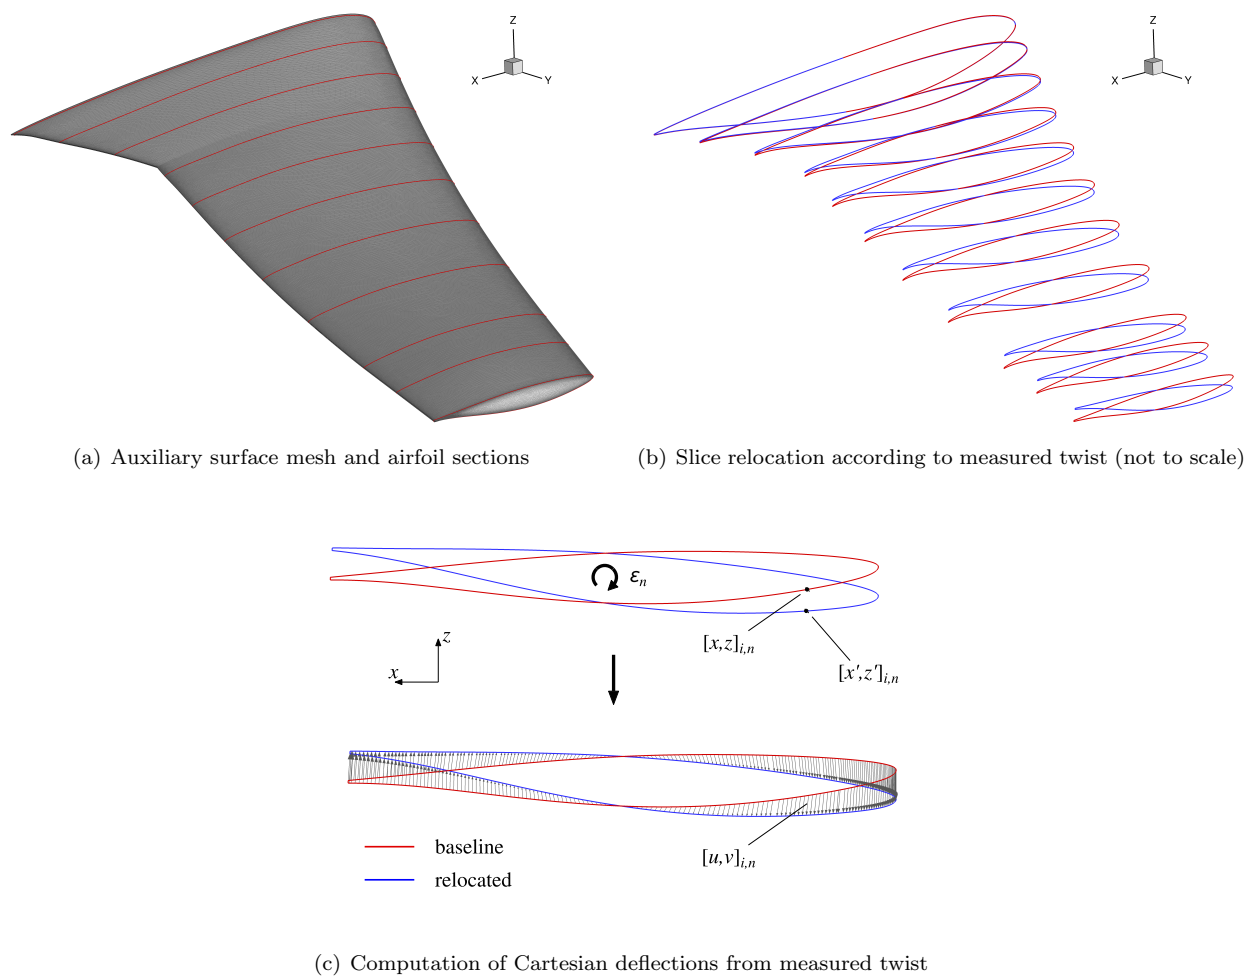 Z
X
Y
Z
X
Y
(a) Auxiliary surface mesh and airfoil sections
(b) Slice relocation according to measured twist (not to scale)
εn
[x,z]i,n
[x',z']i,n
z
x
[u,v]i,n
baseline
relocated
(c) Computation of Cartesian deflections from measured twist